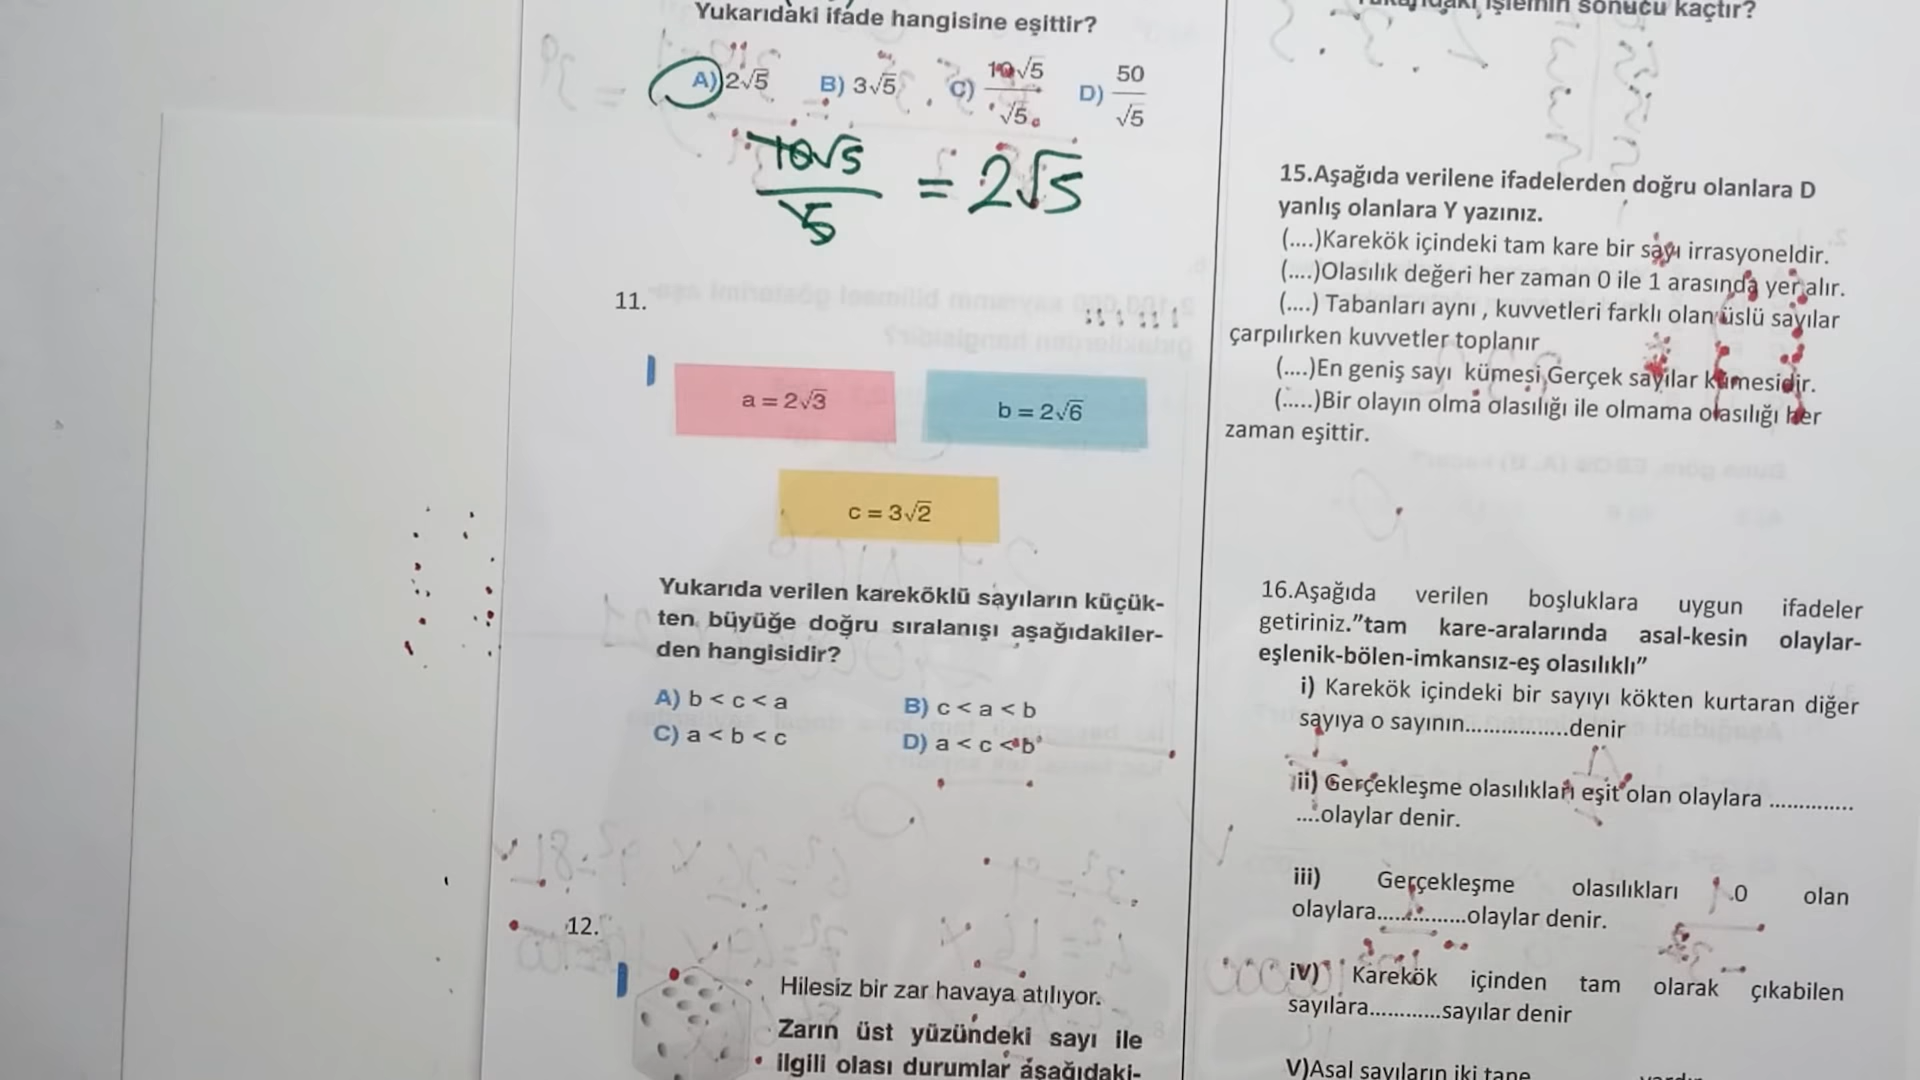 Yukarıdaki ifade hangisine eşittir?
A) 2√5 B) 3√5 C) 10√5/√5 D) 50/√5
10√5/√5 = 2√5
11.
a = 2√3
b = 2√6
c = 3√2
Yukarıda verilen kareköklü sayıların küçük-
ten büyüğe doğru sıralanışı aşağıdakiler-
den hangisidir?
A) b < c < a B) c < a < b
C) a < b < c D) a < c < b
12.
Hilesiz bir zar havaya atılıyor.
Zarın üst yüzündeki sayı ile
ilgili olası durumlar aşağıdaki-
işlemin sonucu kaçtır?
15.Aşağıda verilene ifadelerden doğru olanlara D
yanlış olanlara Y yazınız.
(....)Karekök içindeki tam kare bir sayı irrasyoneldir.
(....)Olasılık değeri her zaman 0 ile 1 arasında yer alır.
(....) Tabanları aynı , kuvvetleri farklı olan üslü sayılar
çarpılırken kuvvetler toplanır
(....)En geniş sayı kümesi Gerçek sayılar kümesidir.
(.....)Bir olayın olma olasılığı ile olmama olasılığı her
zaman eşittir.
16.Aşağıda verilen boşluklara uygun ifadeler
getiriniz.”tam kare-aralarında asal-kesin olaylar-
eşlenik-bölen-imkansız-eş olasılıklı”
i) Karekök içindeki bir sayıyı kökten kurtaran diğer
sayıya o sayının.................denir
ii) Gerçekleşme olasılıkları eşit olan olaylara ..............
....olaylar denir.
iii) Gerçekleşme olasılıkları 0 olan
olaylara...............olaylar denir.
iv) Karekök içinden tam olarak çıkabilen
sayılara............sayılar denir
V)Asal sayıların iki tane